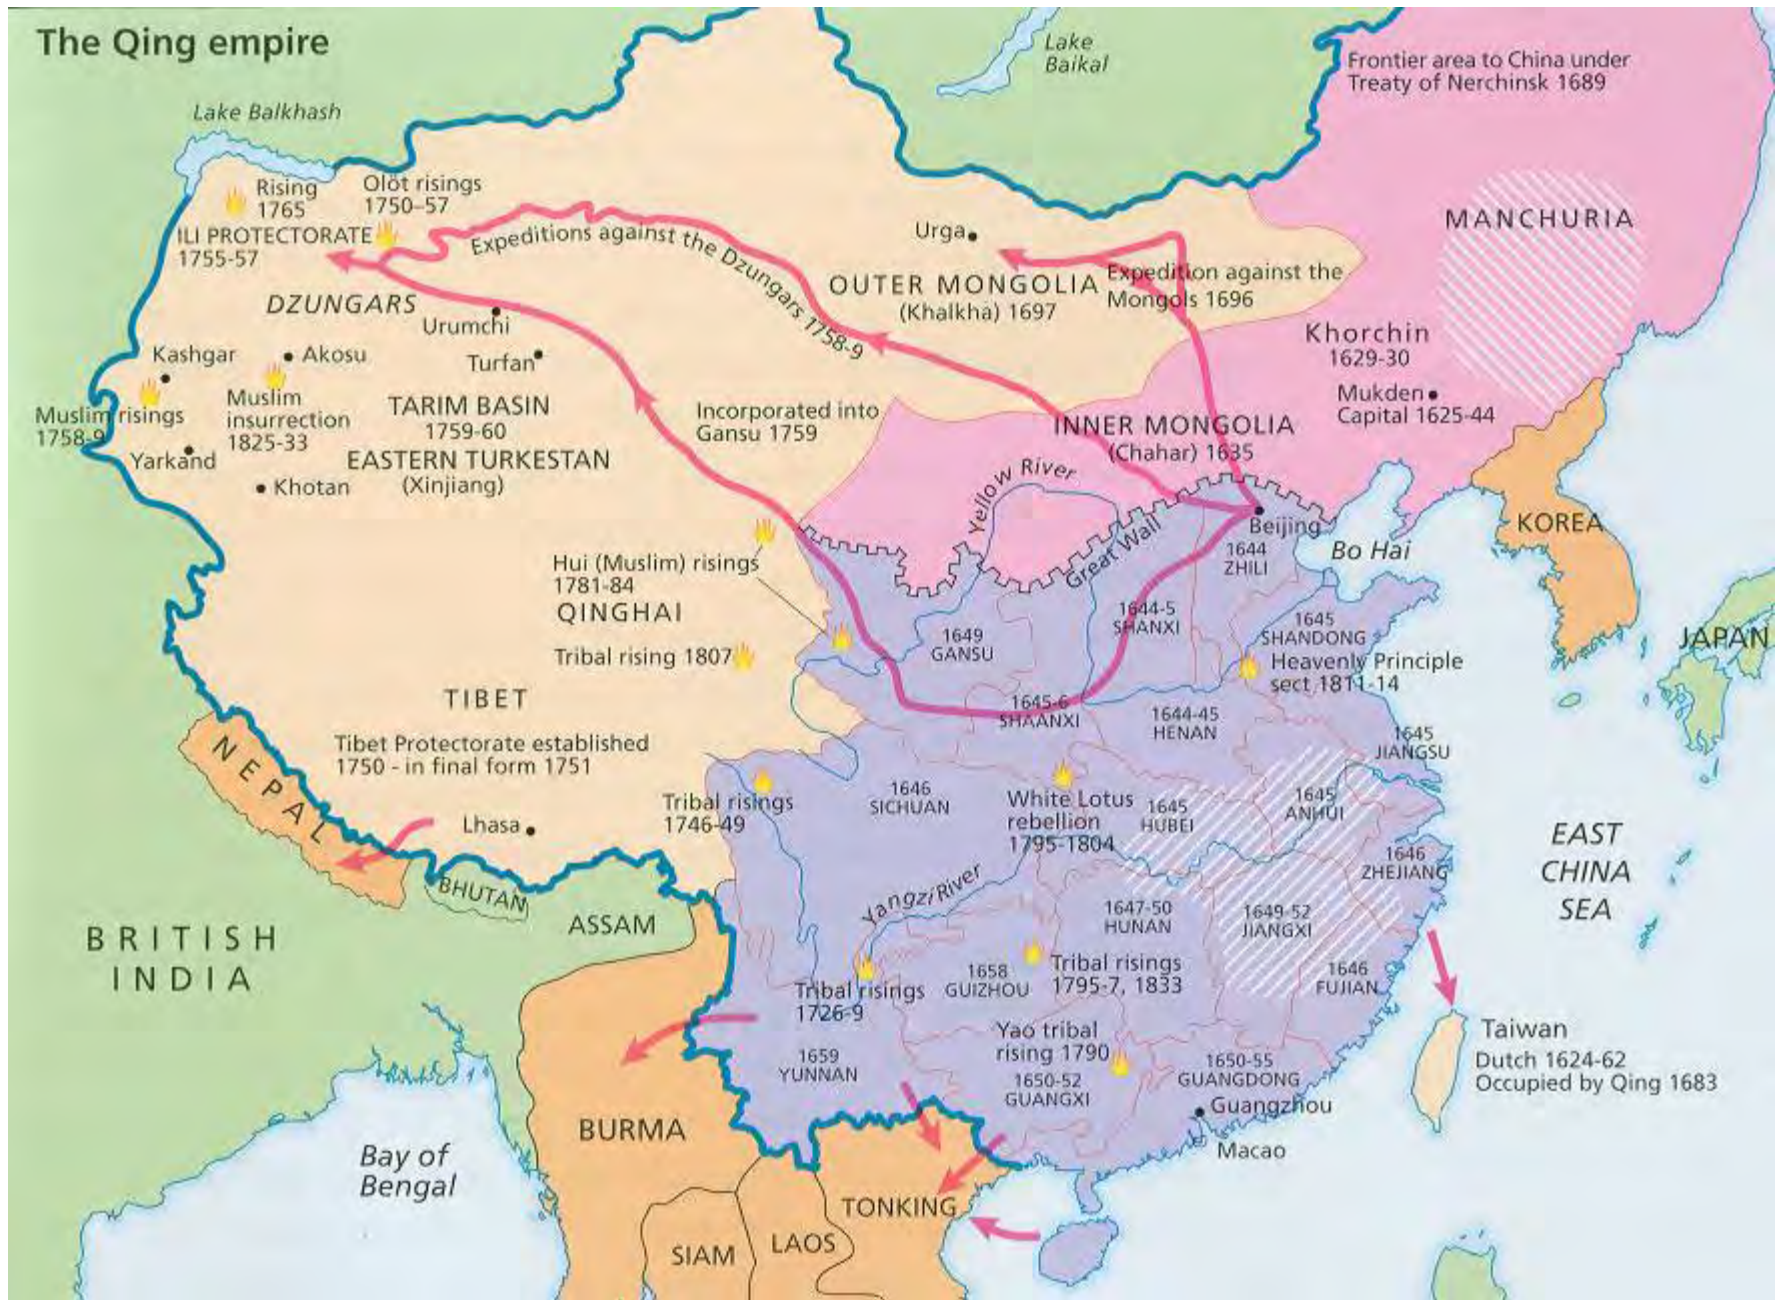 The Qing empire
Lake
Baikal
Frontier area to China under
Treaty of Nerchinsk 1689
Lake Balkhash
Rising
1765
Olöt risings
1750–57
ILI PROTECTORATE
1755-57
Expeditions against the Dzungars 1758-9
Urga
MANCHURIA
OUTER MONGOLIA
(Khalkha) 1697
Expedition against the
Mongols 1696
DZUNGARS
Urumchi
Khorchin
1629-30
Kashgar
Akosu
Turfan
Mukden
Capital 1625-44
Muslim risings
1758-9
Muslim
insurrection
1825-33
TARIM BASIN
1759-60
Incorporated into
Gansu 1759
INNER MONGOLIA
(Chahar) 1635
Yarkand
EASTERN TURKESTAN
(Xinjiang)
Khotan
Yellow River
Great Wall
Beijing
KOREA
Bo Hai
1644
ZHILI
Hui (Muslim) risings
1781-84
QINGHAI
Tribal rising 1807
1649
GANSU
1644-5
SHANXI
1645
SHANDONG
JAPAN
Heavenly Principle
sect 1811-14
TIBET
1645-6
SHAANXI
1644-45
HENAN
1645
JIANGSU
NEPAL
Tibet Protectorate established
1750 - in final form 1751
Tribal risings
1746-49
1646
SICHUAN
White Lotus
rebellion
1795-1804
1645
HUBEI
1645
ANHUI
Lhasa
EAST
CHINA
SEA
1646
ZHEJIANG
BHUTAN
ASSAM
Yangzi River
1647-50
HUNAN
1649-52
JIANGXI
BRITISH
INDIA
Tribal risings
1726-9
1658
GUIZHOU
Tribal risings
1795-7, 1833
1646
FUJIAN
Yao tribal
rising 1790
Taiwan
Dutch 1624-62
Occupied by Qing 1683
1659
YUNNAN
1650-52
GUANGXI
1650-55
GUANGDONG
Guangzhou
Macao
BURMA
Bay of
Bengal
TONKING
SIAM
LAOS